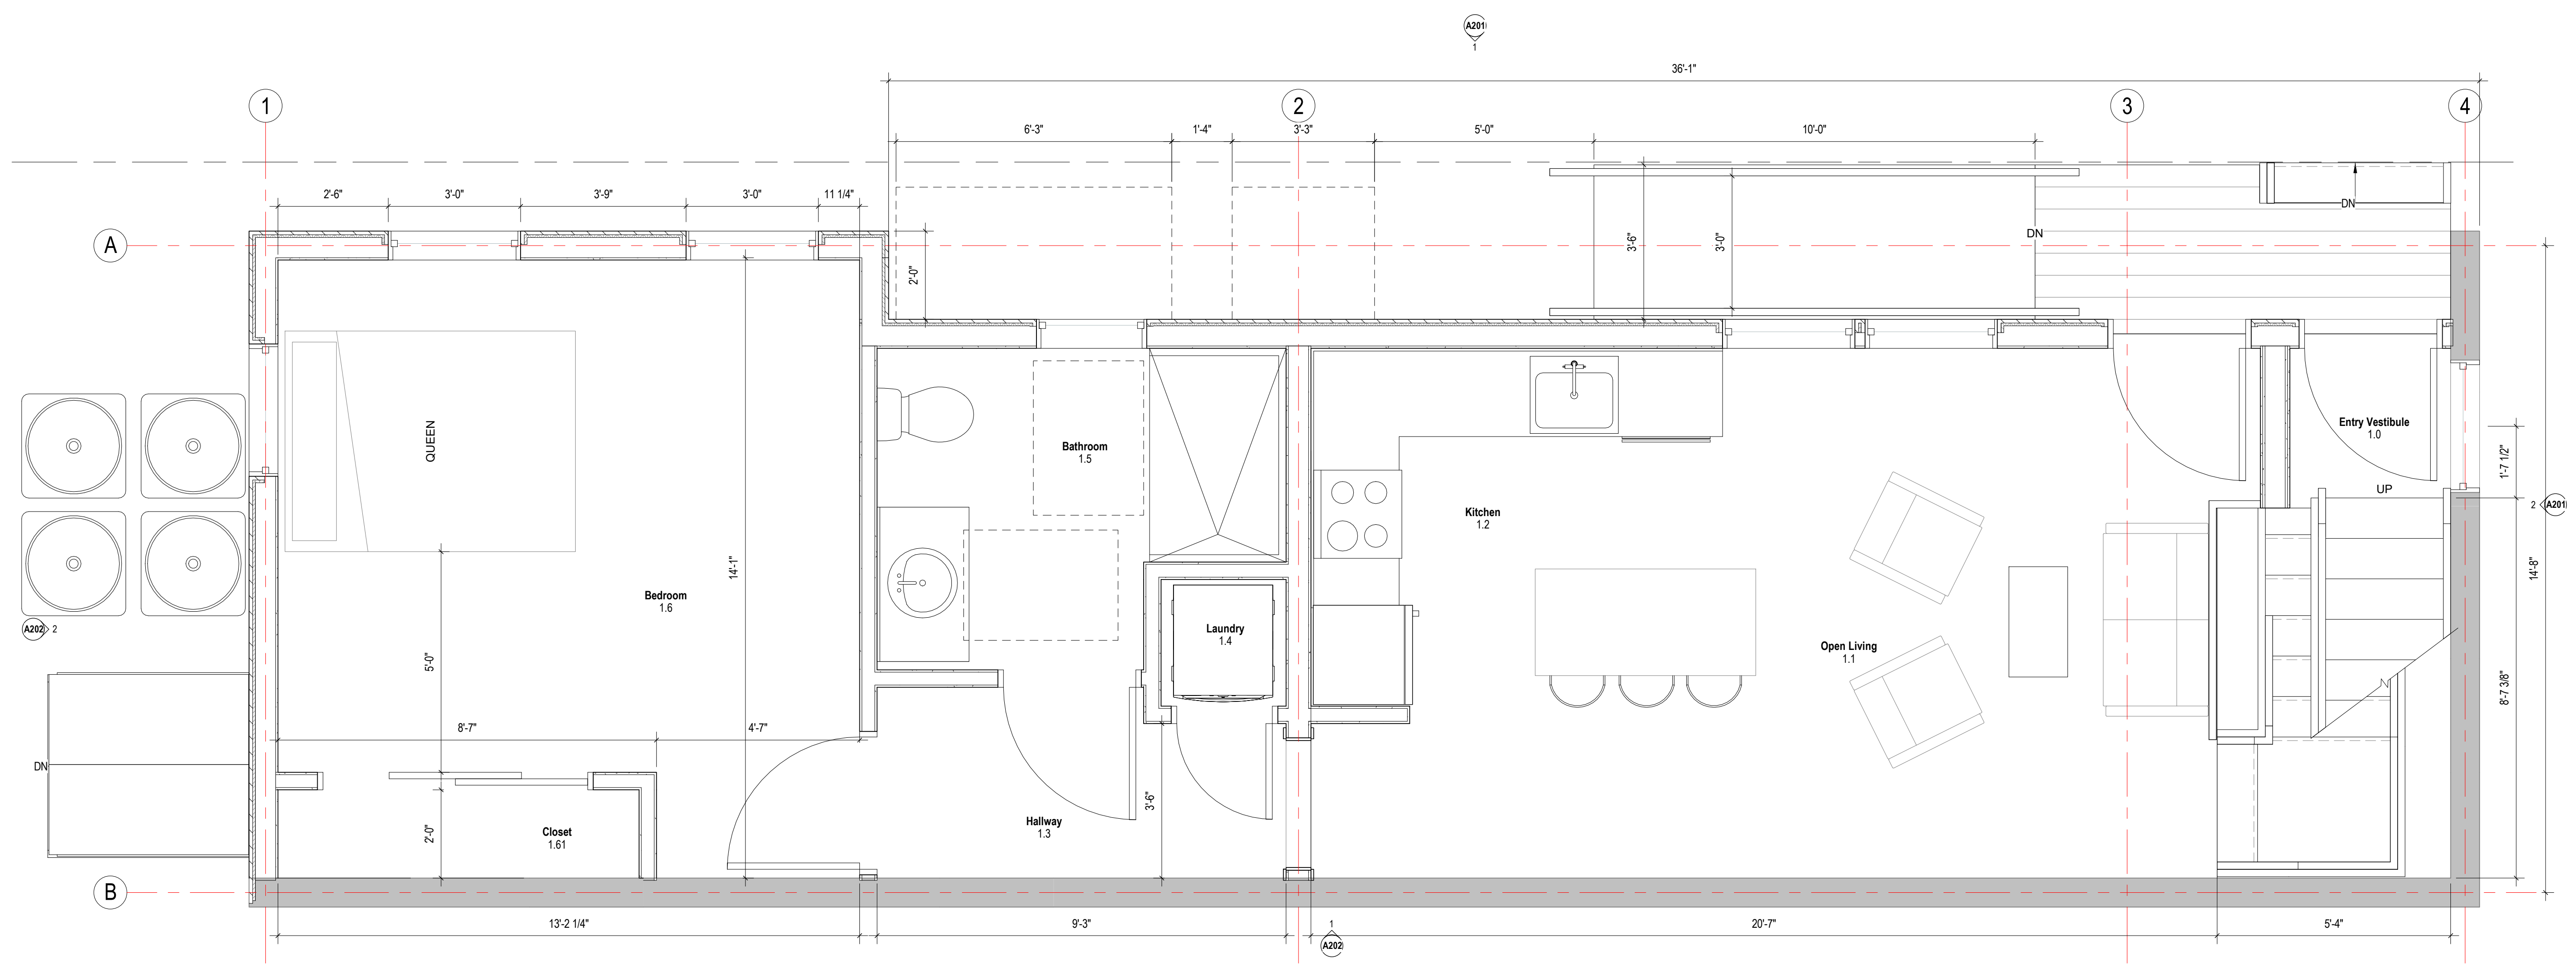 A201
1
36'-1"
1
2
3
4
6'-3"
1'-4"
3'-3"
5'-0"
10'-0"
2'-6"
3'-0"
3'-9"
3'-0"
11 1/4"
DN
A
DN
3'-6"
3'-0"
2'-0"
QUEEN
Entry Vestibule
1.0
Bathroom
1.5
1'-7 1/2"
UP
2
A201
Kitchen
1.2
14'-1"
14'-8"
Bedroom
1.6
Laundry
1.4
A202
2
Open Living
1.1
5'-0"
N
8'-7 3/8"
8'-7"
4'-7"
DN
3'-6"
Hallway
1.3
Closet
1.61
2'-0"
B
13'-2 1/4"
9'-3"
1
A202
20'-7"
5'-4"